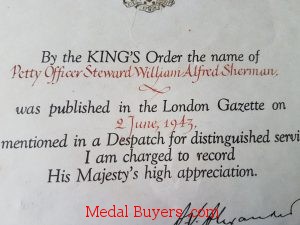 By the KING'S Order the name of
Petty Officer Steward William Alfred Sherman.
was published in the London Gazette on
2 June, 1943.
mentioned in a Despatch for distinguished servi
I am charged to record
His Majesty's high appreciation.
Medal Buyers.com